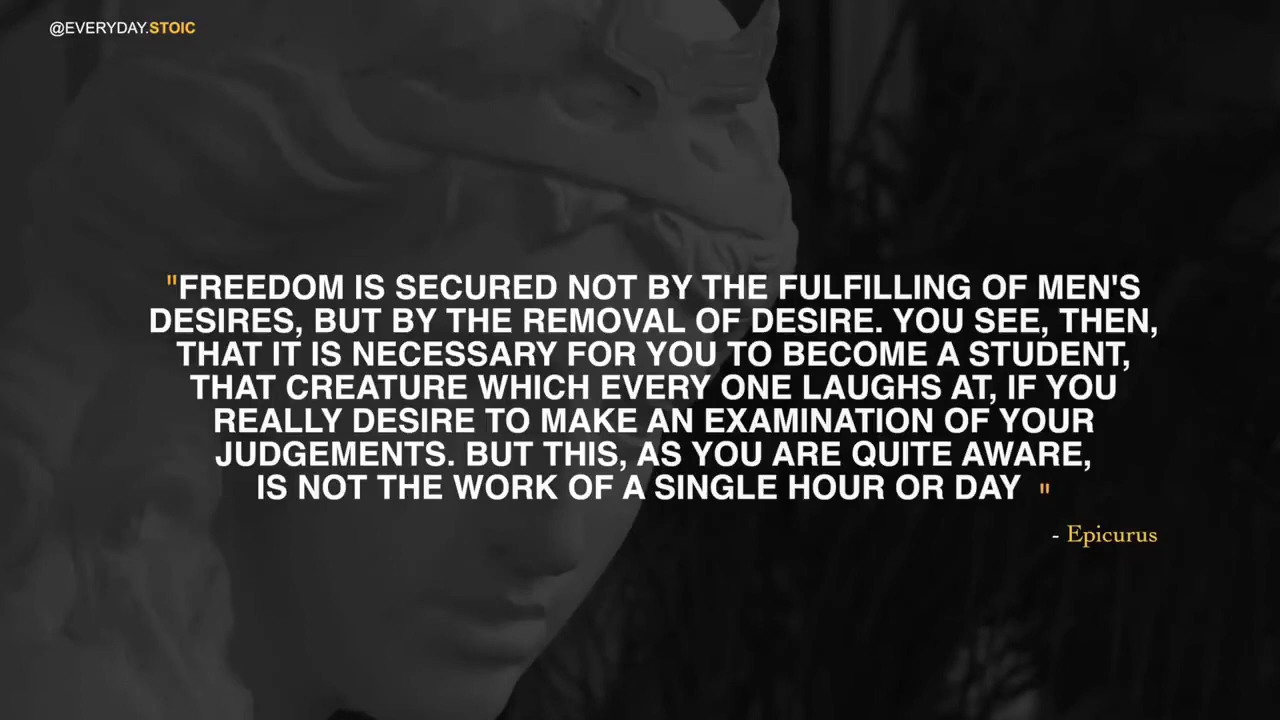 @EVERYDAY.STOIC
"FREEDOM IS SECURED NOT BY THE FULFILLING OF MEN'S
DESIRES, BUT BY THE REMOVAL OF DESIRE. YOU SEE, THEN,
THAT IT IS NECESSARY FOR YOU TO BECOME A STUDENT,
THAT CREATURE WHICH EVERY ONE LAUGHS AT, IF YOU
REALLY DESIRE TO MAKE AN EXAMINATION OF YOUR
JUDGEMENTS. BUT THIS, AS YOU ARE QUITE AWARE,
IS NOT THE WORK OF A SINGLE HOUR OR DAY "
- Epicurus